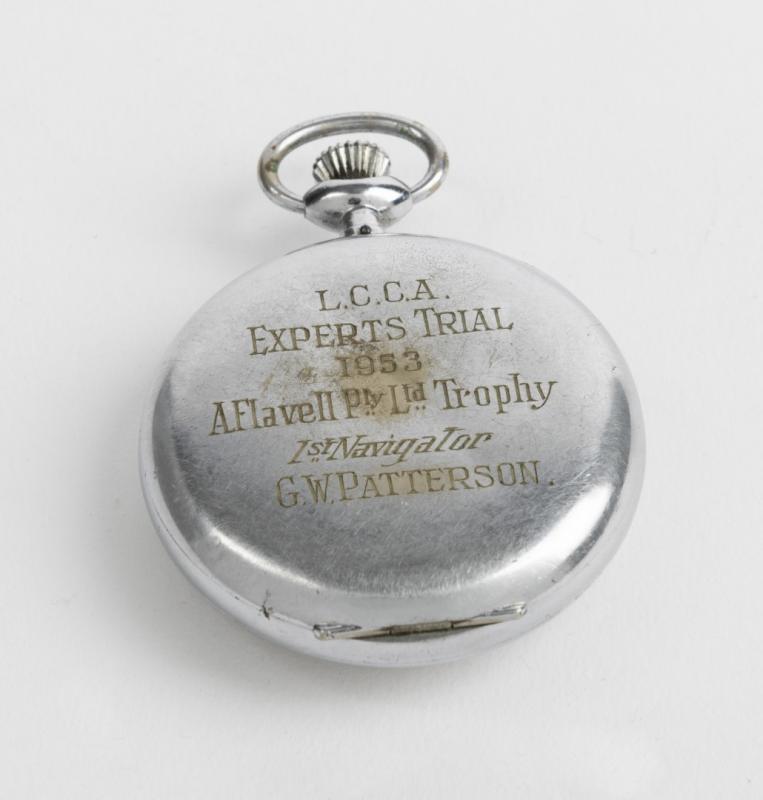 L.C.C.A.
EXPERTS TRIAL
1953
A Flavell Pty Ltd Trophy
1st Navigator
G.W. PATTERSON.